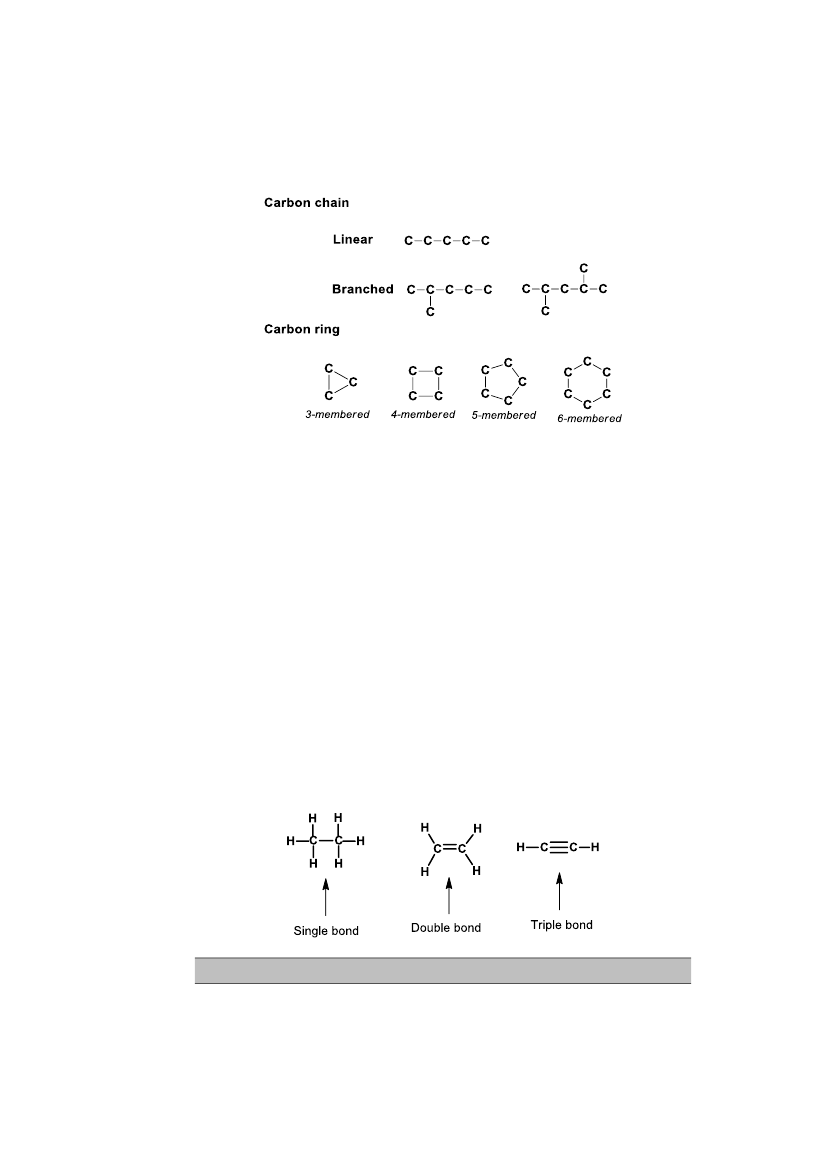 Carbon chain
Linear C-C-C-C-C
C
Branched C-C-C-C-C C-C-C-C-C
C C
Carbon ring
C C C C C C
C C C C
C C
C C C C C C
C C
3-membered 4-membered 5-membered 6-membered
H H
H-C-C-H
H H
Single bond
H H
C=C
H H
Double bond
H-C≡C-H
Triple bond